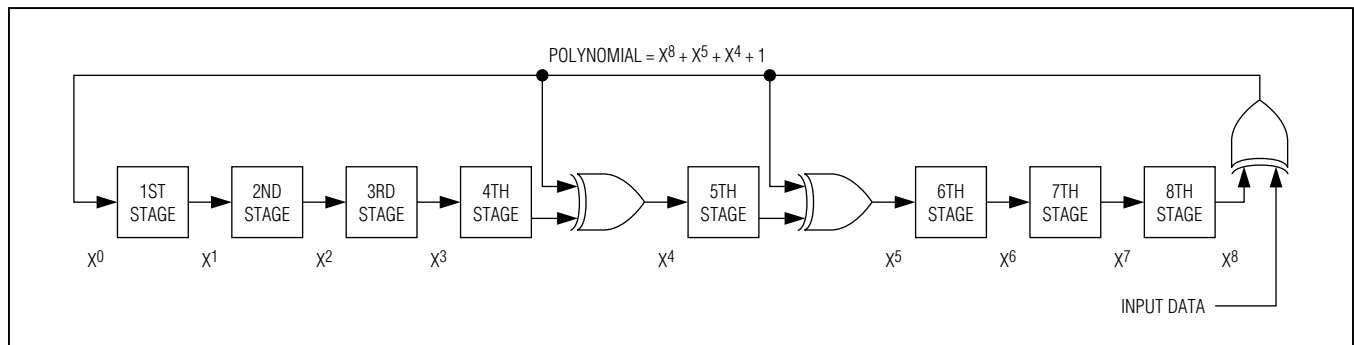 POLYNOMIAL = X⁸ + X⁵ + X⁴ + 1
1ST
STAGE
2ND
STAGE
3RD
STAGE
4TH
STAGE
5TH
STAGE
6TH
STAGE
7TH
STAGE
8TH
STAGE
X⁰
X¹
X²
X³
X⁴
X⁵
X⁶
X⁷
X⁸
INPUT DATA